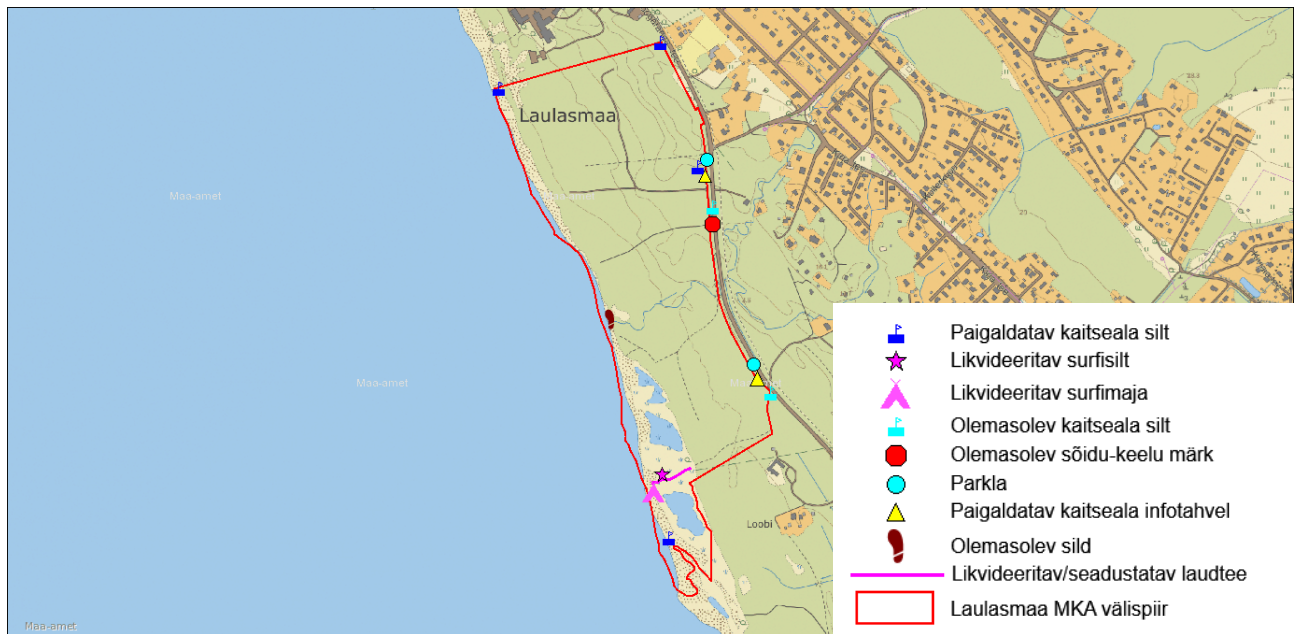 Laulasmaa
Maa-amet
Maa-amet
Loobi
Maa-amet
Paigaldatav kaitseala silt
Likvideeritav surfisilt
Likvideeritav surfimaja
Olemasolev kaitseala silt
Olemasolev sõidu-keelu märk
Parkla
Paigaldatav kaitseala infotahvel
Olemasolev sild
Likvideeritav/seadustatav laudtee
Laulasmaa MKA välispiir